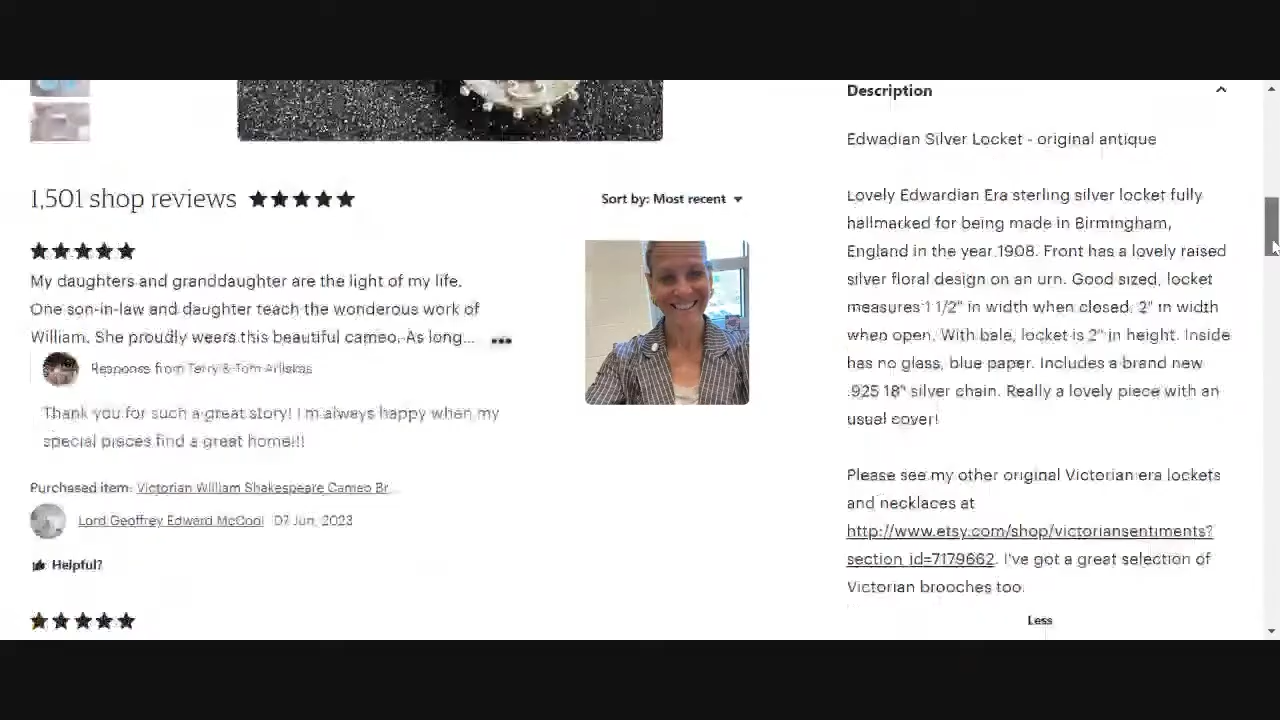 1,501 shop reviews
Sort by: Most recent
My daughters and granddaughter are the light of my life.
One son-in-law and daughter teach the wonderous work of
William. She proudly wears this beautiful cameo. As long...
Response from Terry & Tom
Thank you for such a great story! I'm always happy when my
special pieces find a great home!!!
Purchased item: Victorian William Shakespeare Cameo Br...
Lord Geoffrey Edward McCool 07 Jun, 2023
Helpful?
Description
Edwadian Silver Locket - original antique
Lovely Edwardian Era sterling silver locket fully
hallmarked for being made in Birmingham,
England in the year 1908. Front has a lovely raised
silver floral design on an urn. Good sized, locket
measures 1 1/2" in width when closed, 2" in width
when open. With bale, locket is 2" in height. Inside
has no glass, blue paper. Includes a brand new
.925 18" silver chain. Really a lovely piece with an
usual cover!
Please see my other original Victorian era lockets
and necklaces at
http://www.etsy.com/shop/victoriansentiments?
section_id=7179662. I've got a great selection of
Victorian brooches too.
Less